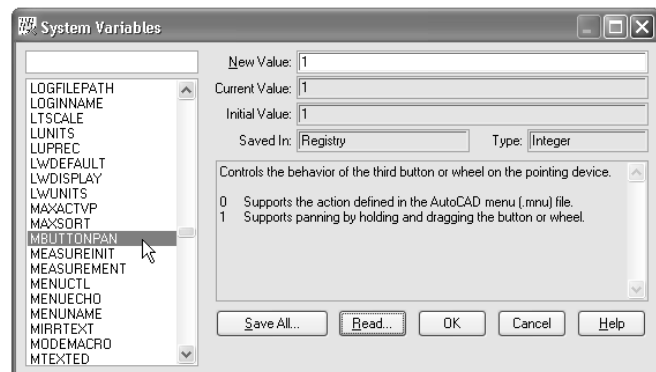 System Variables
LOGFILEPATH
LOGINNAME
LTSCALE
LUNITS
LUPREC
LWDEFAULT
LWDISPLAY
LWUNITS
MAXACTVP
MAXSORT
MBUTTONPAN
MEASUREINIT
MEASUREMENT
MENUCTL
MENUECHO
MENUNAME
MIRRTEXT
MODEMACRO
MTEXTED
New Value: 1
Current Value: 1
Initial Value: 1
Saved In: Registry Type: Integer
Controls the behavior of the third button or wheel on the pointing device.
0 Supports the action defined in the AutoCAD menu (.mnu) file.
1 Supports panning by holding and dragging the button or wheel.
Save All... Read... OK Cancel Help